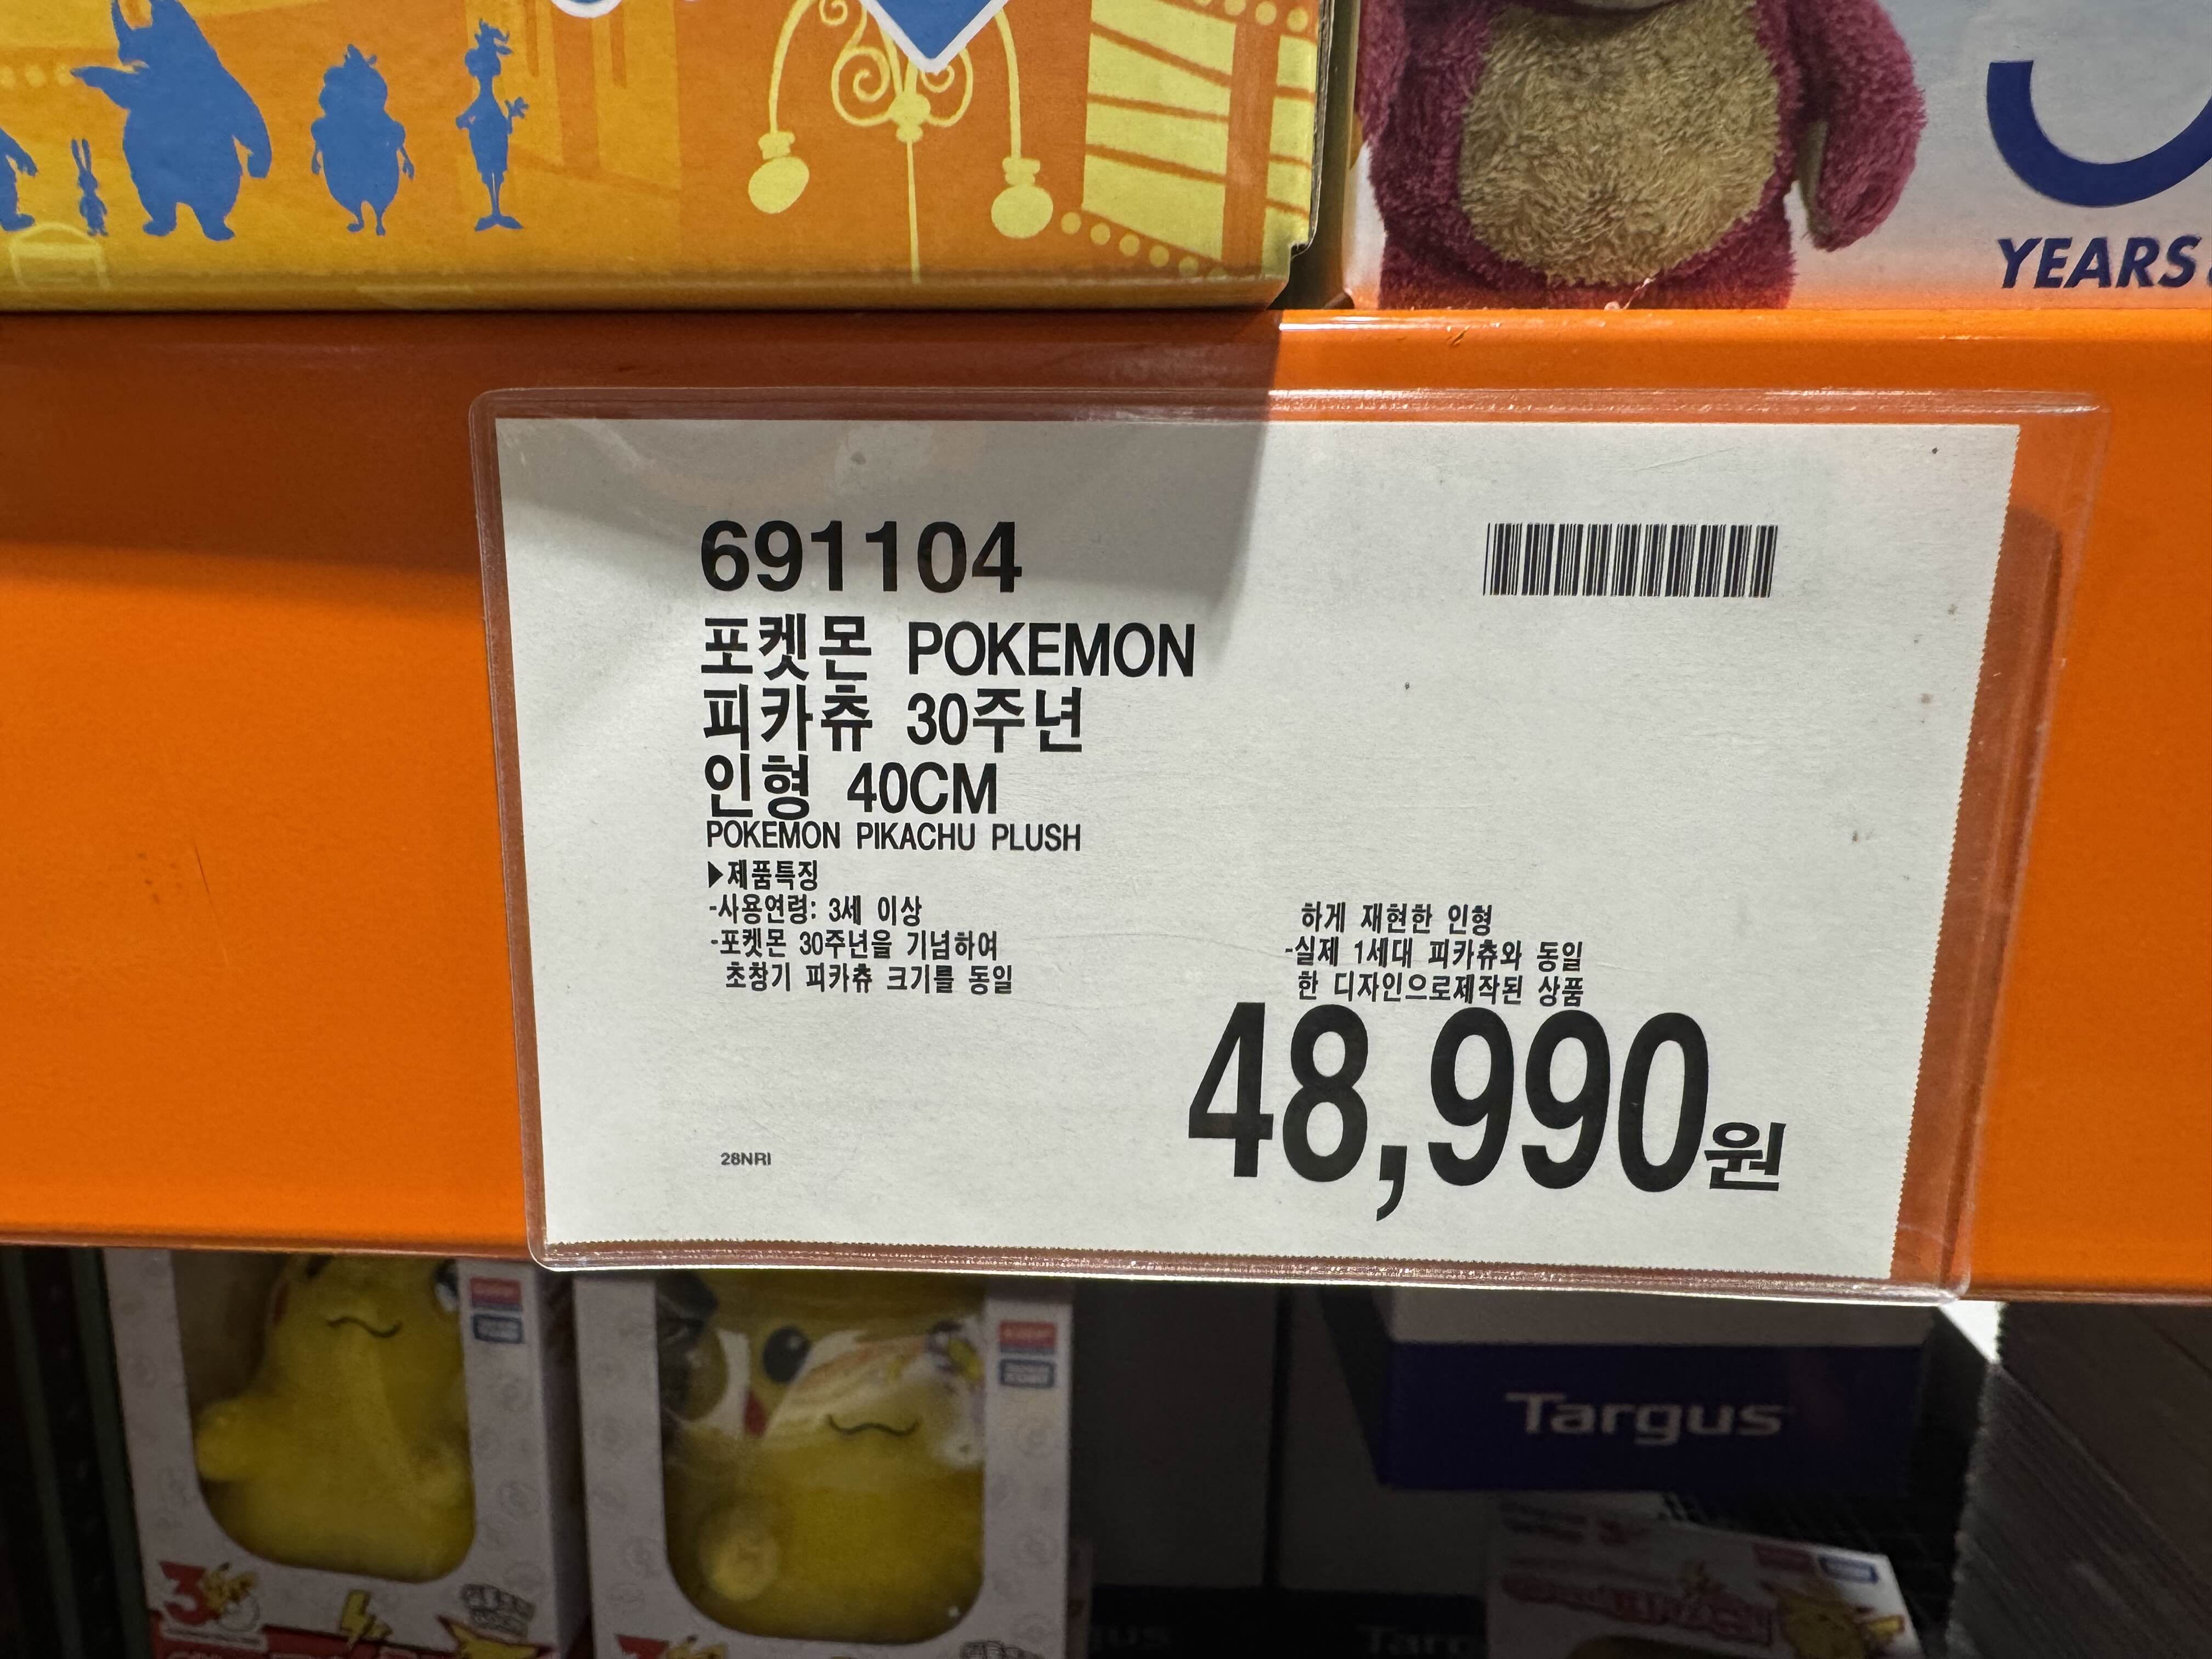 YEARS
691104
포켓몬 POKEMON
피카츄 30주년
인형 40CM
POKEMON PIKACHU PLUSH
▶제품특징
-사용연령: 3세 이상
-포켓몬 30주년을 기념하여
초창기 피카츄 크기를 동일
하게 재현한 인형
-실제 1세대 피카츄와 동일
한 디자인으로제작된 상품
48,990원
28NRI
Targus